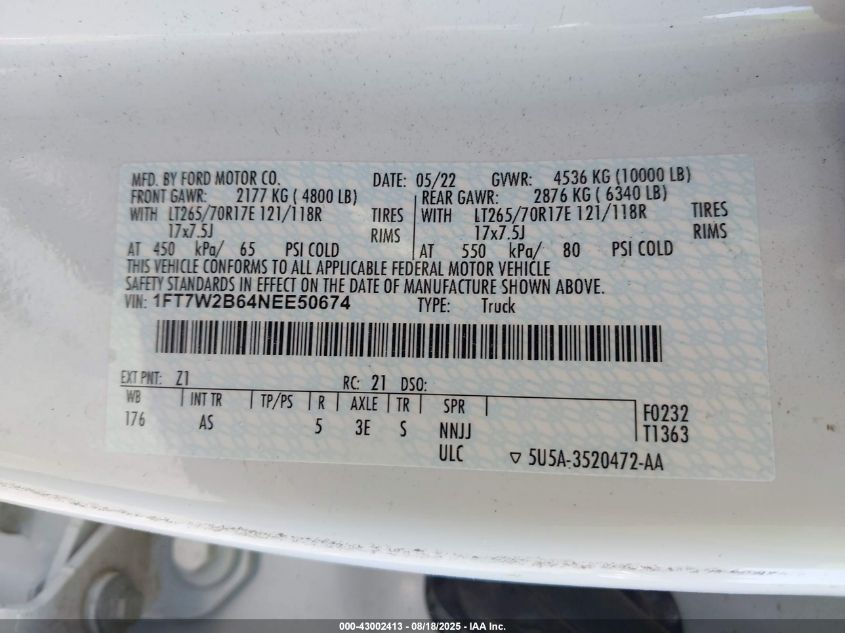 MFD. BY FORD MOTOR CO. DATE: 05/22 GVWR: 4536 KG (10000 LB)
FRONT GAWR: 2177 KG ( 4800 LB) REAR GAWR: 2876 KG ( 6340 LB)
WITH LT265/70R17E 121/118R TIRES WITH LT265/70R17E 121/118R TIRES
17x7.5J RIMS 17x7.5J RIMS
AT 450 kPa/ 65 PSI COLD AT 550 kPa/ 80 PSI COLD
THIS VEHICLE CONFORMS TO ALL APPLICABLE FEDERAL MOTOR VEHICLE
SAFETY STANDARDS IN EFFECT ON THE DATE OF MANUFACTURE SHOWN ABOVE.
VIN: 1FT7W2B64NEE50674 TYPE: Truck
EXT PNT: Z1 RC: 21 DSO:
WB INT TR TP/PS R AXLE TR SPR F0232
176 AS 5 3E S NNJJ T1363
ULC ▽ 5U5A-3520472-AA
000-43002413 - 08/18/2025 - IAA Inc.